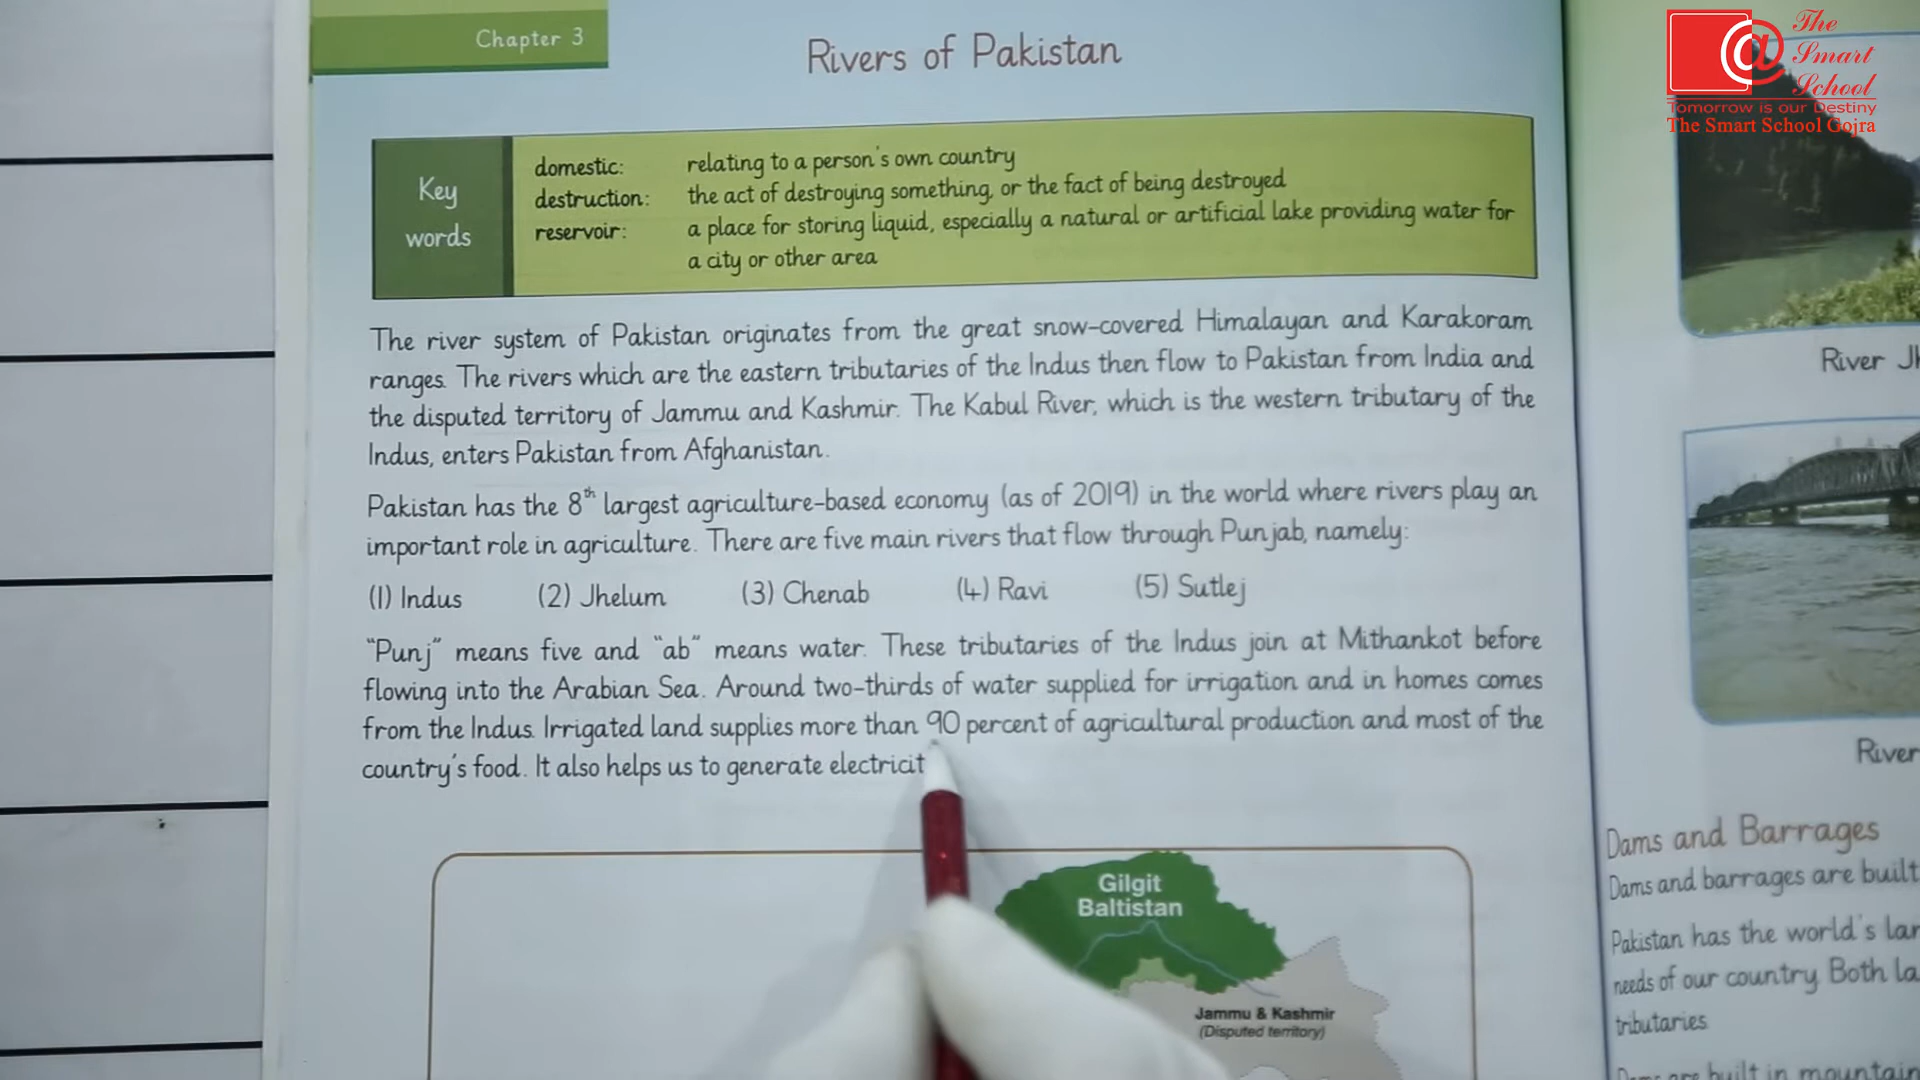 Chapter 3
Rivers of Pakistan
The Smart School
Tomorrow is our Destiny
The Smart School Gojra
Key words
domestic: relating to a person's own country
destruction: the act of destroying something, or the fact of being destroyed
reservoir: a place for storing liquid, especially a natural or artificial lake providing water for
a city or other area
The river system of Pakistan originates from the great snow-covered Himalayan and Karakoram
ranges. The rivers which are the eastern tributaries of the Indus then flow to Pakistan from India and
the disputed territory of Jammu and Kashmir. The Kabul River, which is the western tributary of the
Indus, enters Pakistan from Afghanistan.
Pakistan has the 8th largest agriculture-based economy (as of 2019) in the world where rivers play an
important role in agriculture. There are five main rivers that flow through Punjab, namely:
(1) Indus (2) Jhelum (3) Chenab (4) Ravi (5) Sutlej
"Punj" means five and "ab" means water. These tributaries of the Indus join at Mithankot before
flowing into the Arabian Sea. Around two-thirds of water supplied for irrigation and in homes comes
from the Indus. Irrigated land supplies more than 90 percent of agricultural production and most of the
country's food. It also helps us to generate electricit
Gilgit
Baltistan
Jammu & Kashmir
(Disputed territory)
River Jh
River
Dams and Barrages
Dams and barrages are built
Pakistan has the world's lar
needs of our country. Both la
tributaries.
Dams are built in mountain